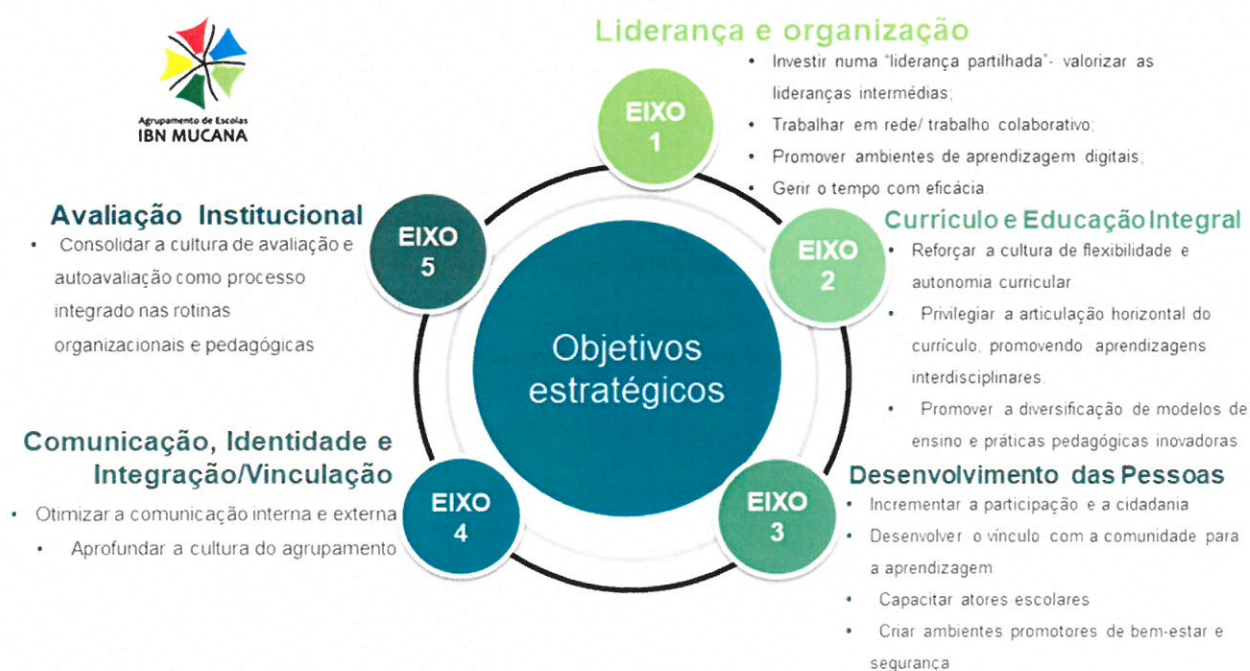 Agrupamento de Escolas
IBN MUCANA
Liderança e organização
• Investir numa "liderança partilhada"- valorizar as
lideranças intermédias;
• Trabalhar em rede/ trabalho colaborativo;
• Promover ambientes de aprendizagem digitais;
• Gerir o tempo com eficácia.
EIXO
1
Currículo e Educação Integral
• Reforçar a cultura de flexibilidade e
autonomia curricular.
• Privilegiar a articulação horizontal do
currículo, promovendo aprendizagens
interdisciplinares.
• Promover a diversificação de modelos de
ensino e práticas pedagógicas inovadoras.
EIXO
2
Desenvolvimento das Pessoas
• Incrementar a participação e a cidadania
• Desenvolver o vínculo com a comunidade para
a aprendizagem
• Capacitar atores escolares
• Criar ambientes promotores de bem-estar e
segurança
EIXO
3
Comunicação, Identidade e
Integração/Vinculação
• Otimizar a comunicação interna e externa
• Aprofundar a cultura do agrupamento
EIXO
4
Avaliação Institucional
• Consolidar a cultura de avaliação e
autoavaliação como processo
integrado nas rotinas
organizacionais e pedagógicas
EIXO
5
Objetivos
estratégicos